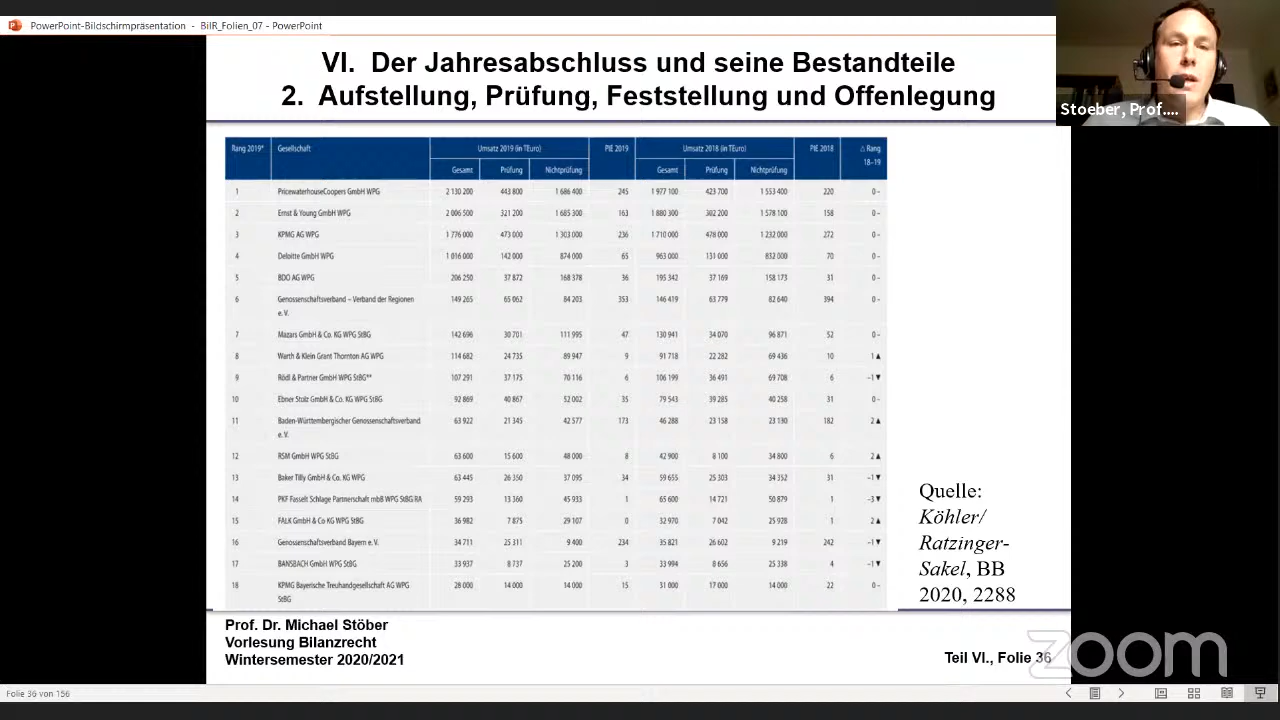 PowerPoint-Bildschirmpräsentation - BilR_Folien_07 - PowerPoint
VI. Der Jahresabschluss und seine Bestandteile
2. Aufstellung, Prüfung, Feststellung und Offenlegung
Stoeber, Prof....
Rang 2019* Gesellschaft Umsatz 2019 (in TEuro) PIE 2019 Umsatz 2018 (in TEuro) PIE 2018 △ Rang
18–19
Gesamt Prüfung Nichtprüfung Gesamt Prüfung Nichtprüfung
1 PricewaterhouseCoopers GmbH WPG 2 130 200 443 800 1 686 400 245 1 977 100 423 700 1 553 400 220 0 –
2 Ernst & Young GmbH WPG 2 006 500 321 200 1 685 300 163 1 880 300 302 200 1 578 100 158 0 –
3 KPMG AG WPG 1 776 000 473 000 1 303 000 236 1 710 000 478 000 1 232 000 272 0 –
4 Deloitte GmbH WPG 1 016 000 142 000 874 000 65 963 000 131 000 832 000 70 0 –
5 BDO AG WPG 206 250 37 872 168 378 36 195 342 37 169 158 173 31 0 –
6 Genossenschaftsverband – Verband der Regionen 149 265 65 062 84 203 353 146 419 63 779 82 640 394 0 –
e. V.
7 Mazars GmbH & Co. KG WPG StBG 142 696 30 701 111 995 47 130 941 34 070 96 871 52 0 –
8 Warth & Klein Grant Thornton AG WPG 114 682 24 735 89 947 9 91 718 22 282 69 436 10 1 ▲
9 Rödl & Partner GmbH WPG StBG** 107 291 37 175 70 116 6 106 199 36 491 69 708 6 –1 ▼
10 Ebner Stolz GmbH & Co. KG WPG StBG 92 869 40 867 52 002 35 79 543 39 285 40 258 31 0 –
11 Baden-Württembergischer Genossenschaftsverband 63 922 21 345 42 577 173 46 288 23 158 23 130 182 2 ▲
e. V.
12 RSM GmbH WPG StBG 63 600 15 600 48 000 8 42 900 8 100 34 800 6 2 ▲
13 Baker Tilly GmbH & Co. KG WPG 63 445 26 350 37 095 34 59 655 25 303 34 352 31 –1 ▼
14 PKF Fasselt Schlage Partnerschaft mbB WPG StBG RA 59 293 13 360 45 933 1 65 600 14 721 50 879 1 –3 ▼
15 FALK GmbH & Co KG WPG StBG 36 982 7 875 29 107 0 32 970 7 042 25 928 1 2 ▲
16 Genossenschaftsverband Bayern e. V. 34 711 25 311 9 400 234 35 821 26 602 9 219 242 –1 ▼
17 BANSBACH GmbH WPG StBG 33 937 8 737 25 200 3 33 994 8 656 25 338 4 –1 ▼
18 KPMG Bayerische Treuhandgesellschaft AG WPG 28 000 14 000 14 000 15 31 000 17 000 14 000 22 0 –
StBG
Quelle:
Köhler/
Ratzinger-
Sakel, BB
2020, 2288
Prof. Dr. Michael Stöber
Vorlesung Bilanzrecht
Wintersemester 2020/2021
Teil VI., Folie 36
zoom
Folie 36 von 156